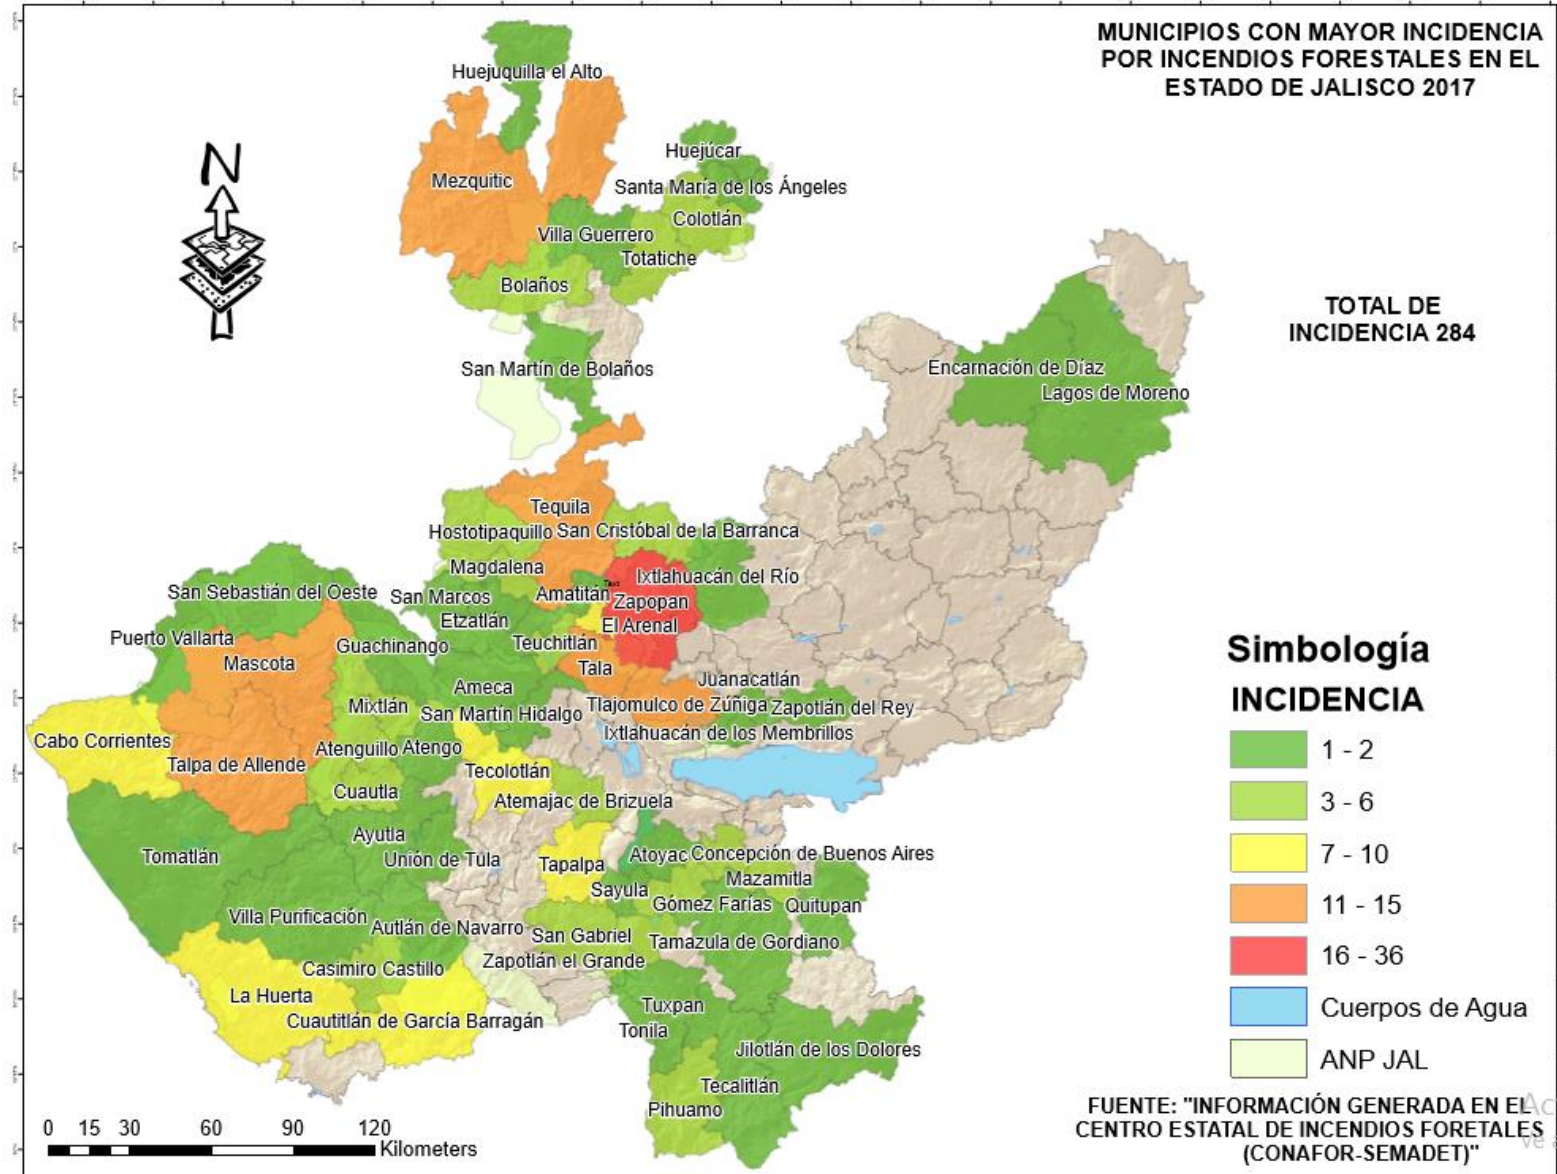 MUNICIPIOS CON MAYOR INCIDENCIA
POR INCENDIOS FORESTALES EN EL
ESTADO DE JALISCO 2017
N
TOTAL DE
INCIDENCIA 284
Huejuquilla el Alto
Huejúcar
Mezquitic
Santa María de los Ángeles
Colotlán
Villa Guerrero
Totatiche
Bolaños
San Martín de Bolaños
Encarnación de Díaz
Lagos de Moreno
Tequila
Hostotipaquillo
San Cristóbal de la Barranca
Magdalena
Ixtlahuacán del Río
Text
Amatitán
San Sebastián del Oeste
San Marcos
Zapopan
Etzatlán
El Arenal
Puerto Vallarta
Guachinango
Teuchitlán
Mascota
Tala
Juanacatlán
Ameca
Mixtlán
Tlajomulco de Zúñiga
Zapotlán del Rey
San Martín Hidalgo
Ixtlahuacán de los Membrillos
Cabo Corrientes
Atenguillo
Atengo
Talpa de Allende
Tecolotlán
Cuautla
Atemajac de Brizuela
Ayutla
Tomatlán
Unión de Tula
Tapalpa
Atoyac
Concepción de Buenos Aires
Mazamitla
Sayula
Gómez Farías
Quitupan
Villa Purificación
Autlán de Navarro
San Gabriel
Tamazula de Gordiano
Zapotlán el Grande
Casimiro Castillo
La Huerta
Cuautitlán de García Barragán
Tuxpan
Tonila
Jilotlán de los Dolores
Tecalitlán
Pihuamo
Simbología
INCIDENCIA
1 - 2
3 - 6
7 - 10
11 - 15
16 - 36
Cuerpos de Agua
ANP JAL
0 15 30 60 90 120
Kilometers
FUENTE: "INFORMACIÓN GENERADA EN EL
CENTRO ESTATAL DE INCENDIOS FORETALES
(CONAFOR-SEMADET)"